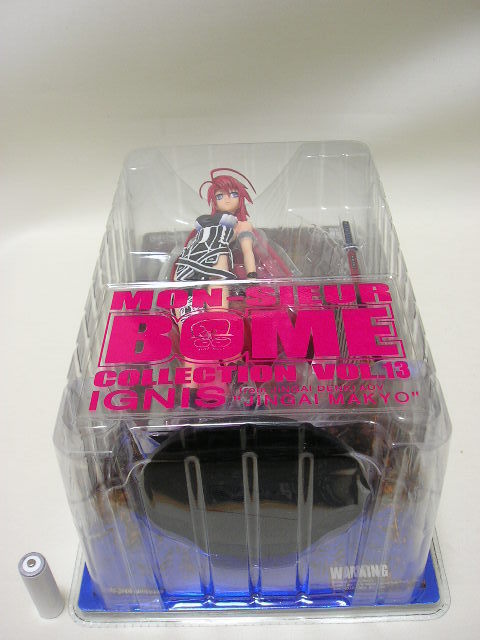 MON-SIEUR
BOME
COLLECTION VOL.13
IGNIS
"JINGAI MAKYO"
WARNING